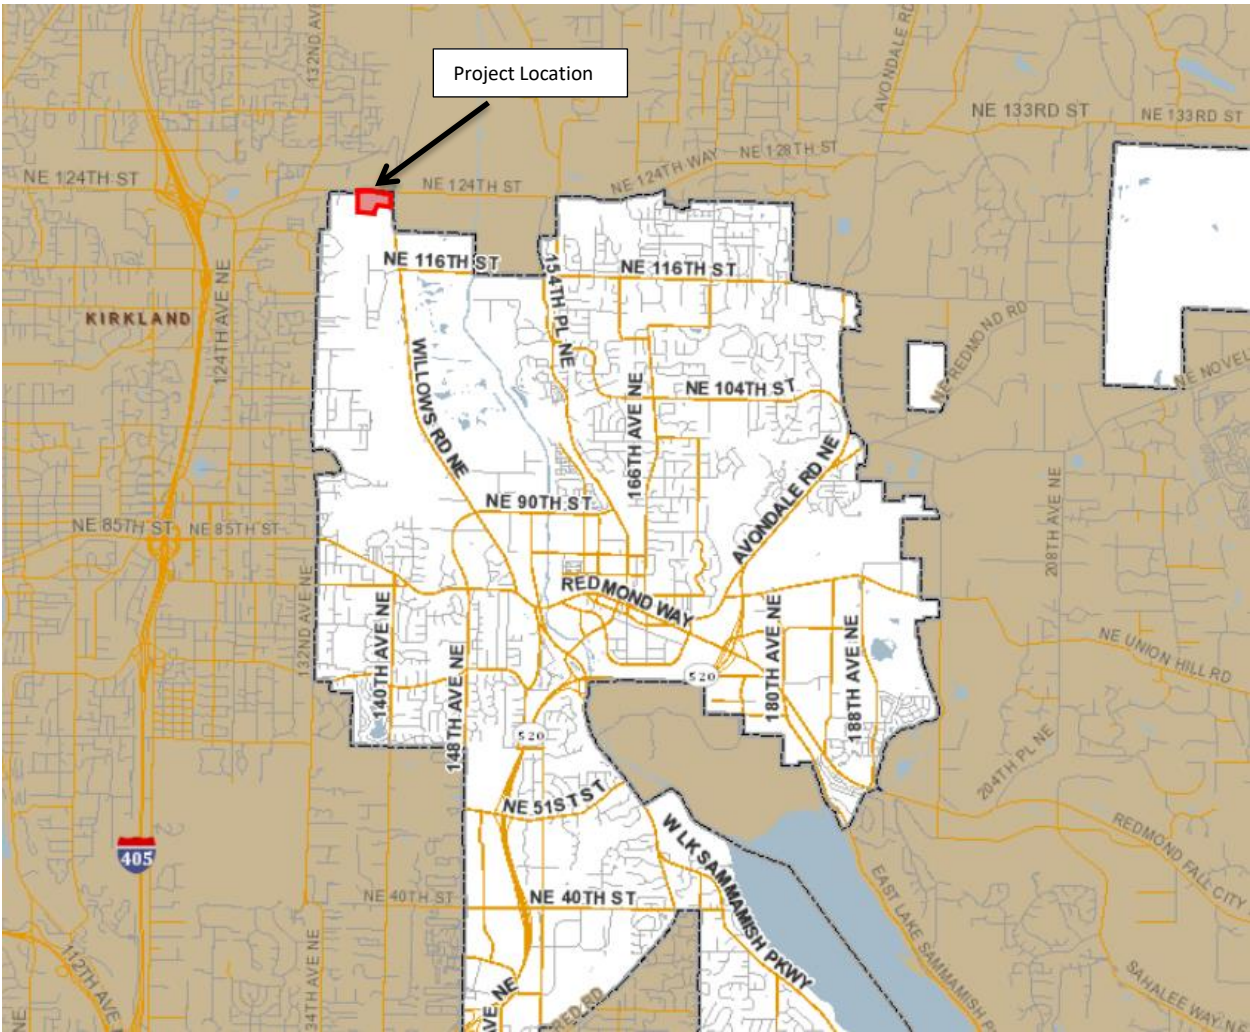 132ND AV
AVONDALE RD
Project Location
NE 133RD ST
NE 133RD ST
NE 128TH ST
NE 124TH WAY
NE 124TH ST
NE 124TH ST
NE 116TH ST
154TH PL NE
NE 116TH ST
KIRKLAND
124TH AVE NE
WILLOWS RD NE
NE REDMOND RD
NE NOVEL
NE 104TH ST
166TH AVE NE
AVONDALE RD NE
NE 90TH ST
208TH AVE NE
NE 85TH ST
NE 85TH ST
REDMOND WAY
132ND AVE NE
140TH AVE NE
148TH AVE NE
180TH AVE NE
188TH AVE NE
NE UNION HILL RD
520
520
204TH PL NE
NE 51ST ST
REDMOND FALL CITY
405
W LK SAMMAMISH PKWY
EAST LAKE SAMMAMISH P
NE 40TH ST
NE 40TH ST
112TH AVE
34TH AVE NE
SAHALEE WAY N
NE
AVE NE
RED RD